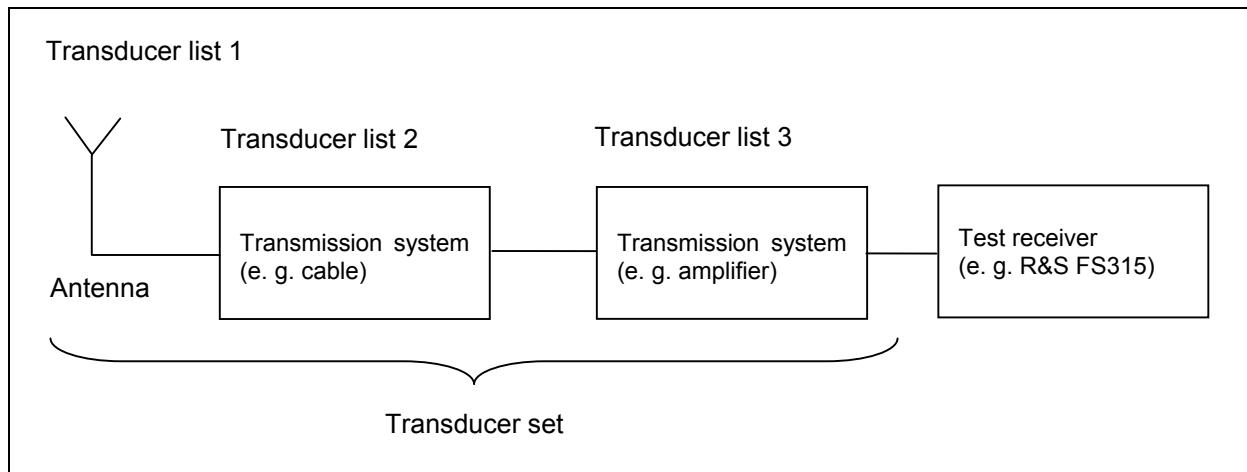 Transducer list 1
Transducer list 2
Transducer list 3
Antenna
Transmission system
(e. g. cable)
Transmission system
(e. g. amplifier)
Test receiver
(e. g. R&S FS315)
Transducer set